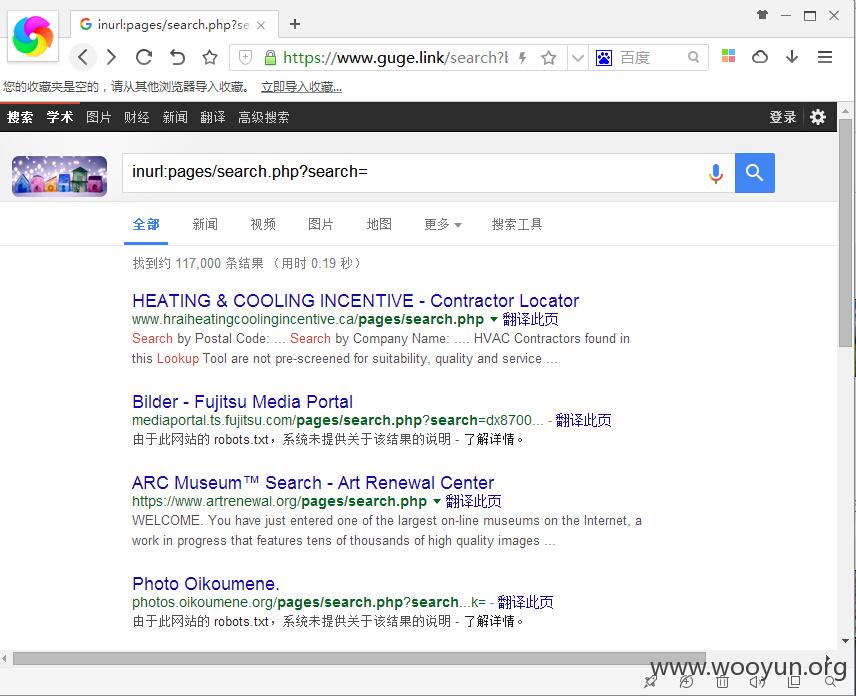 inurl:pages/search.php?se
https://www.guge.link/search?b
百度
您的收藏夹是空的，请从其他浏览器导入收藏。 立即导入收藏...
搜索 学术 图片 财经 新闻 翻译 高级搜索 登录
inurl:pages/search.php?search=
全部 新闻 视频 图片 地图 更多 搜索工具
找到约 117,000 条结果 （用时 0.19 秒）
HEATING & COOLING INCENTIVE - Contractor Locator
www.hraiheatingcoolingincentive.ca/pages/search.php 翻译此页
Search by Postal Code: ... Search by Company Name: .... HVAC Contractors found in
this Lookup Tool are not pre-screened for suitability, quality and service ...
Bilder - Fujitsu Media Portal
mediaportal.ts.fujitsu.com/pages/search.php?search=dx8700... - 翻译此页
由于此网站的 robots.txt，系统未提供关于该结果的说明 - 了解详情。
ARC Museum™ Search - Art Renewal Center
https://www.artrenewal.org/pages/search.php 翻译此页
WELCOME. You have just entered one of the largest on-line museums on the Internet, a
work in progress that features tens of thousands of high quality images ...
Photo Oikoumene.
photos.oikoumene.org/pages/search.php?search...k= - 翻译此页
由于此网站的 robots.txt，系统未提供关于该结果的说明 - 了解详情。
www.wooyun.org